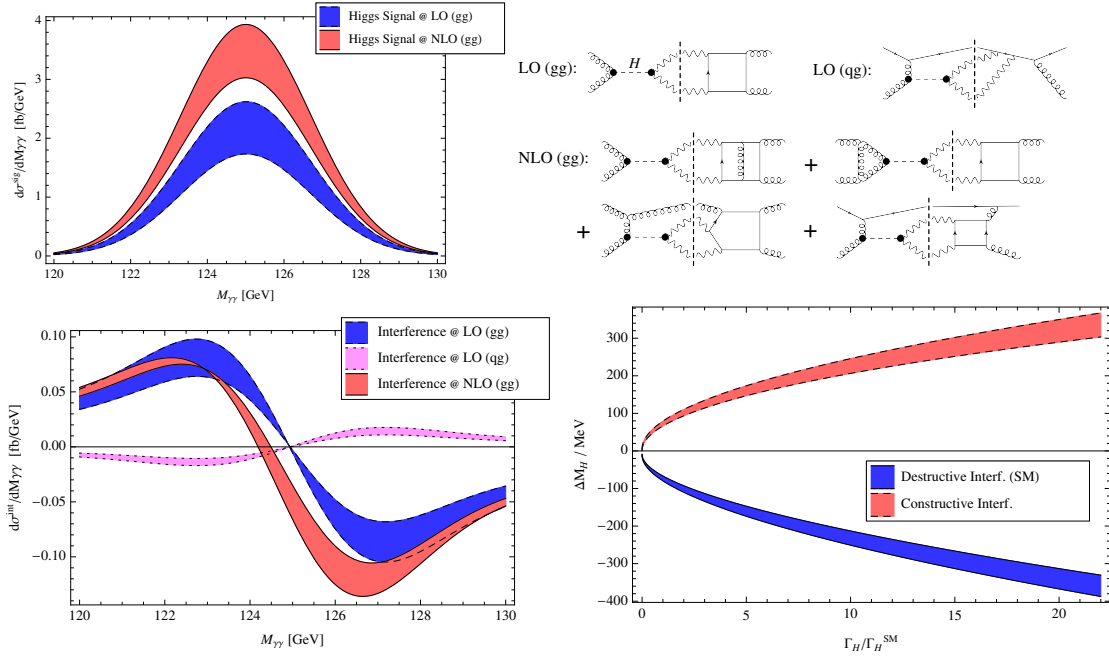 Higgs Signal @ LO (gg)
Higgs Signal @ NLO (gg)
dσ^sig/dMγγ [fb/GeV]
4
3
2
1
0
120 122 124 126 128 130
M_γγ [GeV]
LO (gg):
H
LO (qg):
NLO (gg):
+
+
+
Interference @ LO (gg)
Interference @ LO (qg)
Interference @ NLO (gg)
dσ^int/dMγγ [fb/GeV]
0.10
0.05
0.00
−0.05
−0.10
120 122 124 126 128 130
M_γγ [GeV]
ΔM_H / MeV
300
200
100
0
−100
−200
−300
−400
Destructive Interf. (SM)
Constructive Interf.
0 5 10 15 20
Γ_H/Γ_H^SM